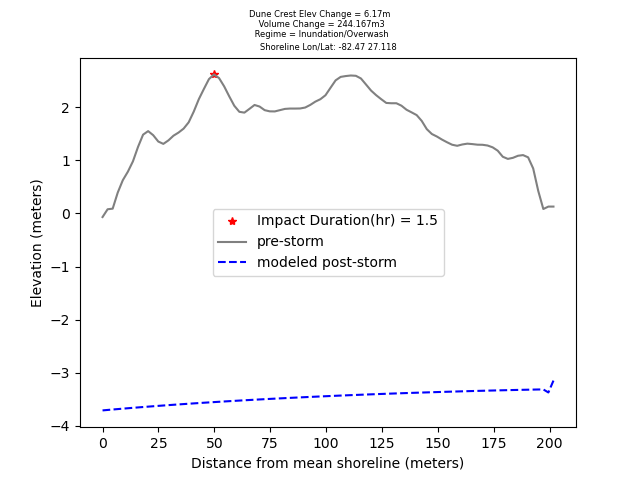 Dune Crest Elev Change = 6.17m
Volume Change = 244.167m3
Regime = Inundation/Overwash
Shoreline Lon/Lat: -82.47 27.118
2
1
0
−1
−2
−3
−4
Elevation (meters)
Impact Duration(hr) = 1.5
pre-storm
modeled post-storm
0 25 50 75 100 125 150 175 200
Distance from mean shoreline (meters)